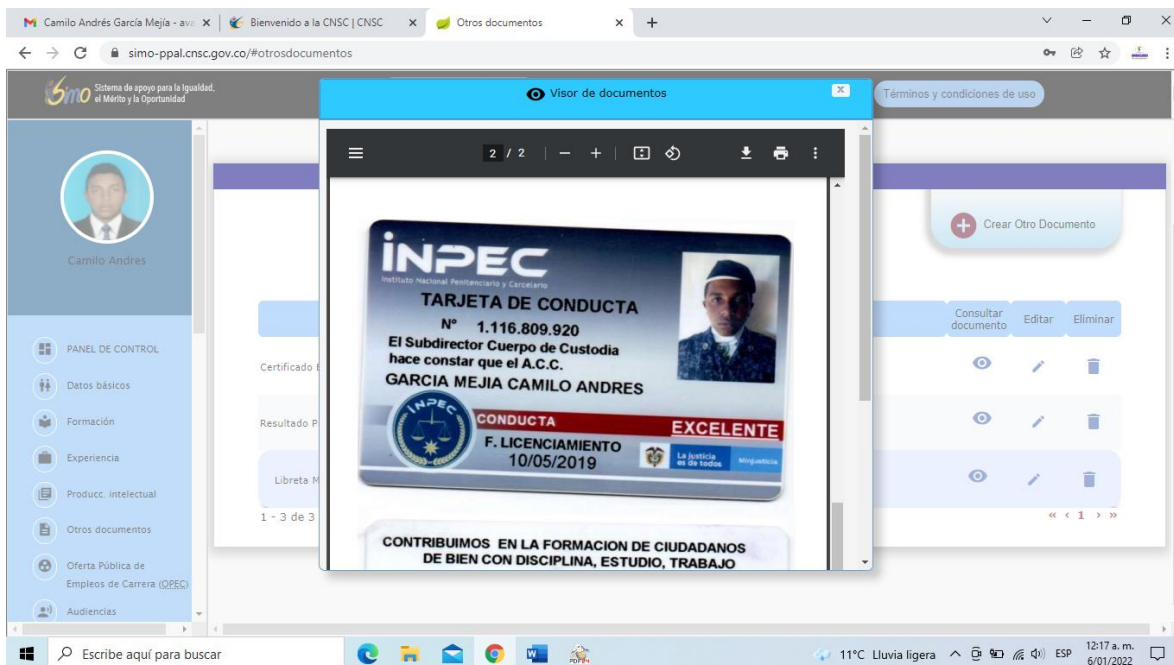 Camilo Andrés García Mejía - ava
Bienvenido a la CNSC | CNSC
Otros documentos
simo-ppal.cnsc.gov.co/#otrosdocumentos
Simo
Sistema de apoyo para la Igualdad,
el Mérito y la Oportunidad
Visor de documentos
Términos y condiciones de uso
2 / 2
Camilo Andres
Crear Otro Documento
Consultar
documento
Editar
Eliminar
PANEL DE CONTROL
Datos básicos
Formación
Experiencia
Producc. intelectual
Otros documentos
Oferta Pública de
Empleos de Carrera (OPEC)
Audiencias
Certificado E
Resultado P
Libreta M
1 - 3 de 3
« ‹ 1 › »
INPEC
Instituto Nacional Penitenciario y Carcelario
TARJETA DE CONDUCTA
N° 1.116.809.920
El Subdirector Cuerpo de Custodia
hace constar que el A.C.C.
GARCIA MEJIA CAMILO ANDRES
INPEC
CONDUCTA EXCELENTE
F. LICENCIAMIENTO
10/05/2019
La justicia
es de todos
Minjusticia
CONTRIBUIMOS EN LA FORMACION DE CIUDADANOS
DE BIEN CON DISCIPLINA, ESTUDIO, TRABAJO
Escribe aquí para buscar
11°C Lluvia ligera
ESP
12:17 a. m.
6/01/2022